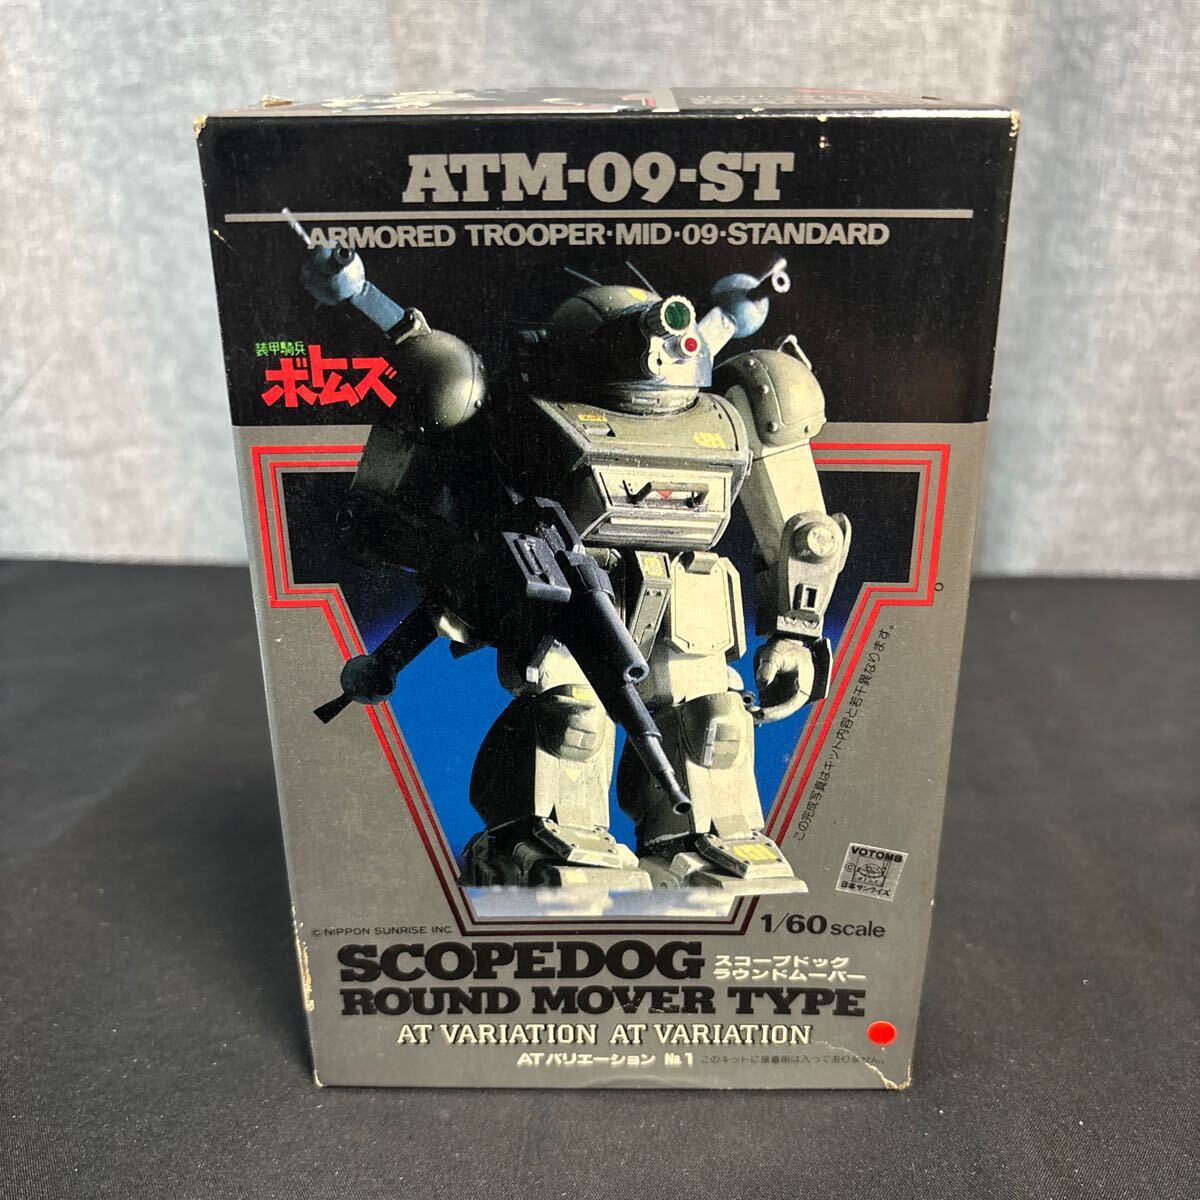 ATM-09-ST
ARMORED TROOPER・MID・09・STANDARD
装甲騎兵
ボトムズ
この完成写真はキット内容と若干異なります。
VOTOMS
©
日本サンライズ
1/60 scale
© NIPPON SUNRISE INC.
SCOPEDOG
スコープドッグ
ラウンドムーバー
ROUND MOVER TYPE
AT VARIATION AT VARIATION
ATバリエーション No.1
このキットに接着剤は入っておりません。